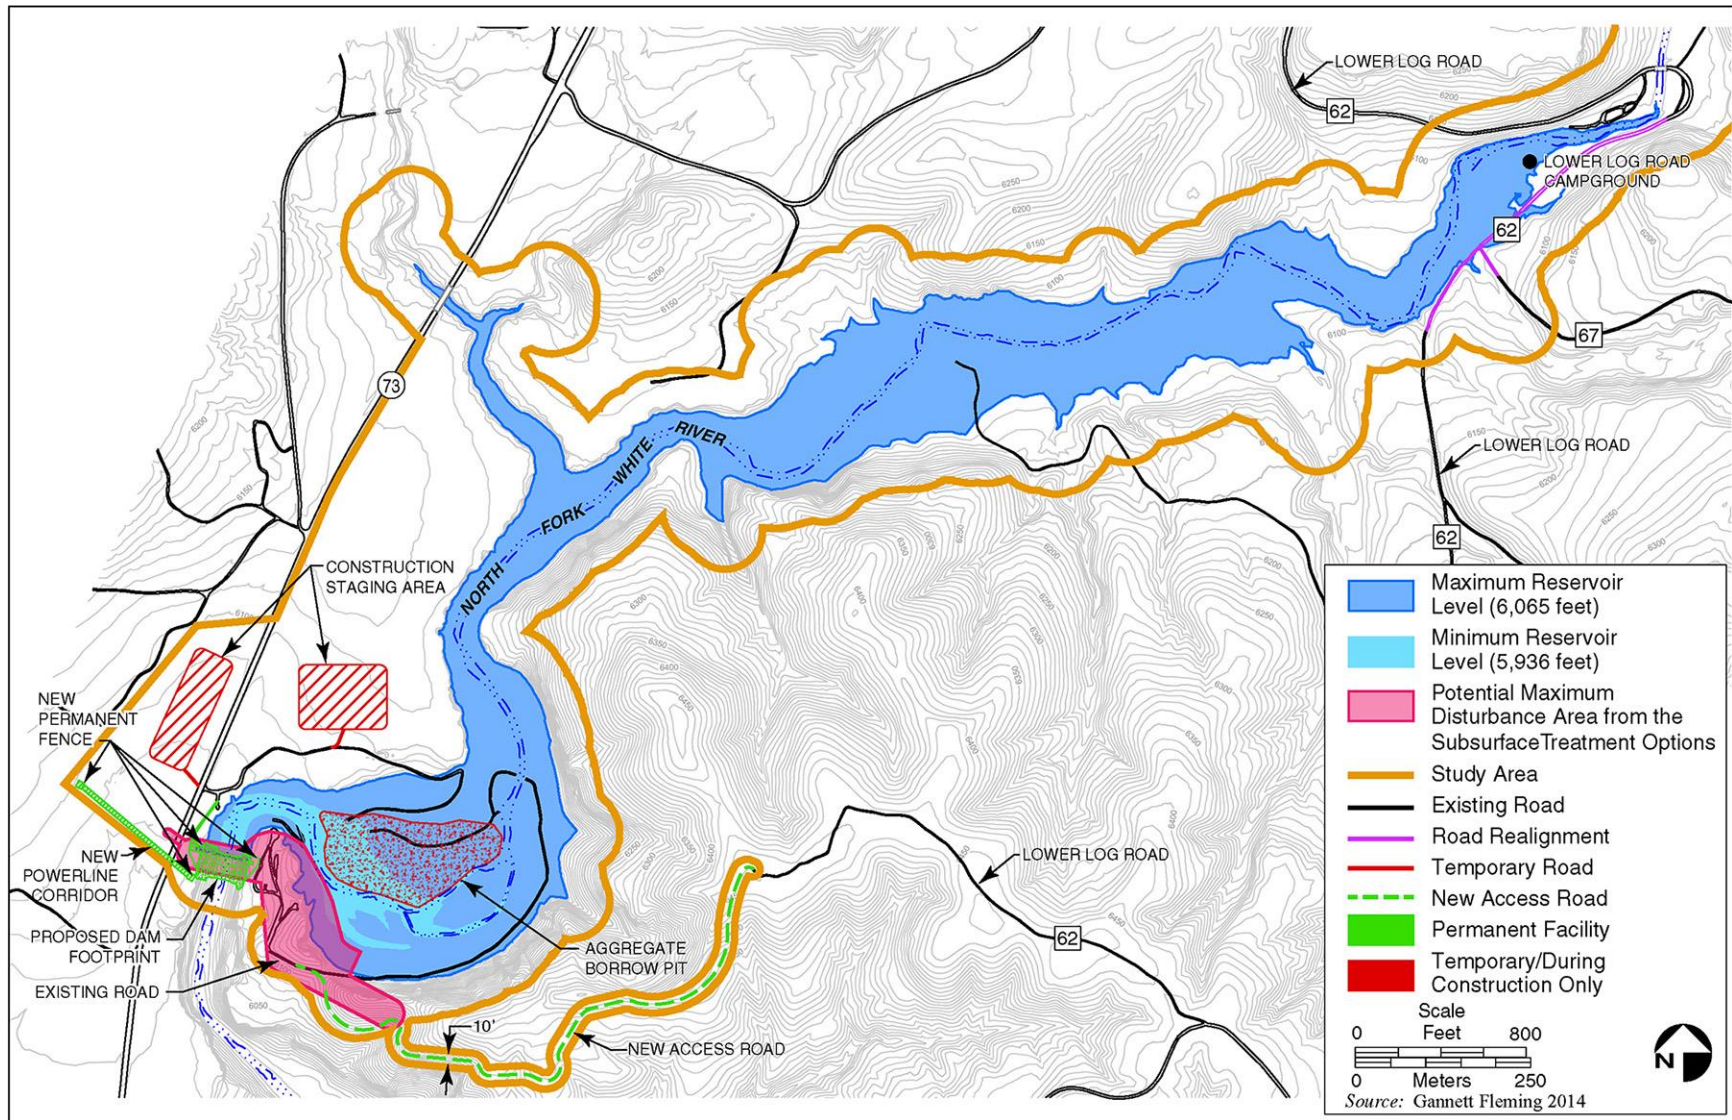 LOWER LOG ROAD
62
LOWER LOG ROAD
CAMPGROUND
62
67
73
LOWER LOG ROAD
62
NORTH FORK WHITE RIVER
CONSTRUCTION
STAGING AREA
NEW
PERMANENT
FENCE
NEW
POWERLINE
CORRIDOR
PROPOSED DAM
FOOTPRINT
EXISTING ROAD
AGGREGATE
BORROW PIT
LOWER LOG ROAD
62
10'
NEW ACCESS ROAD
6050
Maximum Reservoir
Level (6,065 feet)
Minimum Reservoir
Level (5,936 feet)
Potential Maximum
Disturbance Area from the
SubsurfaceTreatment Options
Study Area
Existing Road
Road Realignment
Temporary Road
New Access Road
Permanent Facility
Temporary/During
Construction Only
Scale
Feet
0 800
0 250
Meters
N
Source: Gannett Fleming 2014